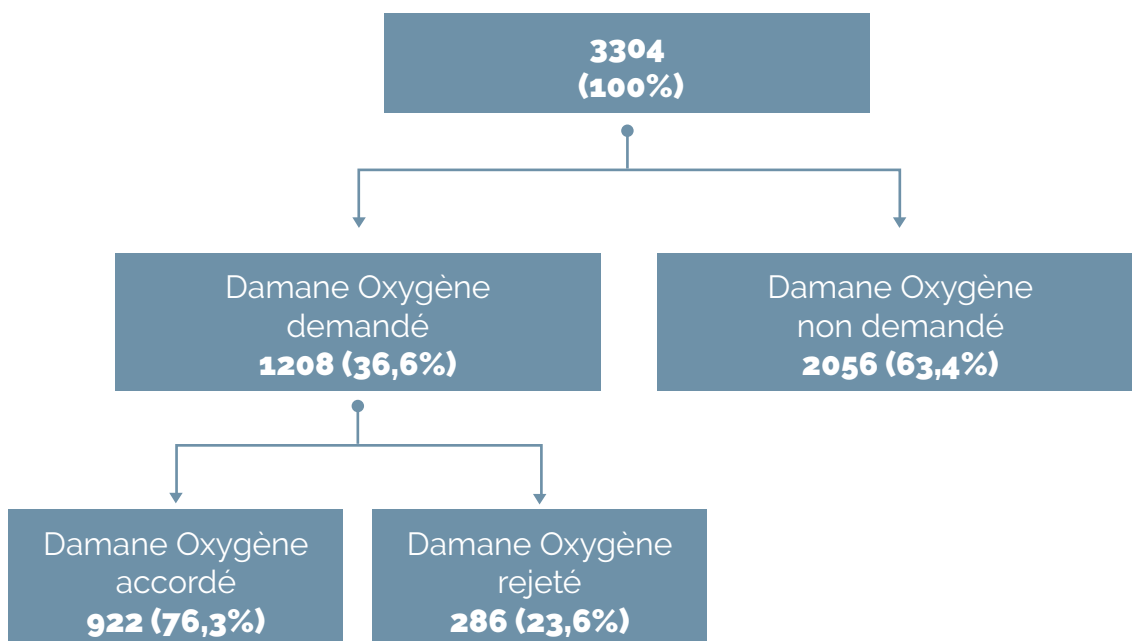 3304
(100%)
Damane Oxygène
demandé
1208 (36,6%)
Damane Oxygène
non demandé
2056 (63,4%)
Damane Oxygène
accordé
922 (76,3%)
Damane Oxygène
rejeté
286 (23,6%)